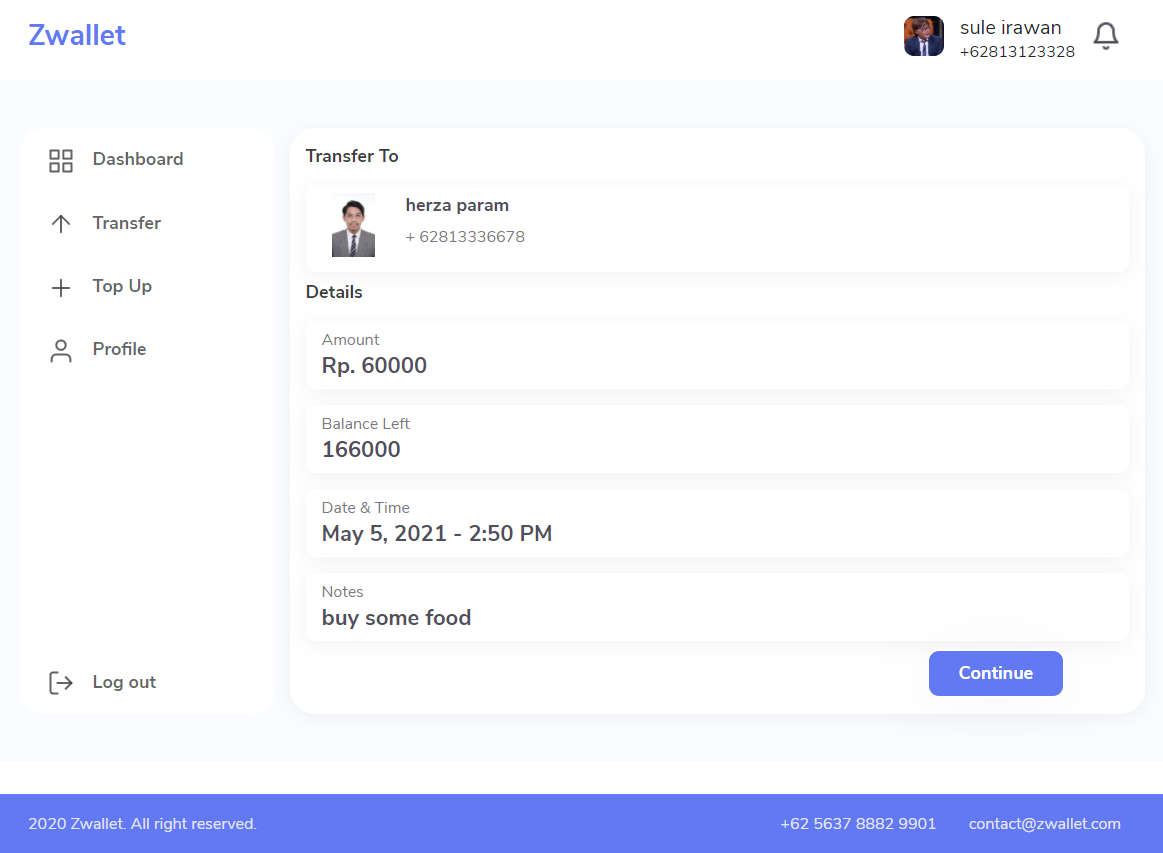 Zwallet
sule irawan
+62813123328
Dashboard
Transfer
Top Up
Profile
Log out
Transfer To
herza param
+ 62813336678
Details
Amount
Rp. 60000
Balance Left
166000
Date & Time
May 5, 2021 - 2:50 PM
Notes
buy some food
Continue
2020 Zwallet. All right reserved.
+62 5637 8882 9901
contact@zwallet.com